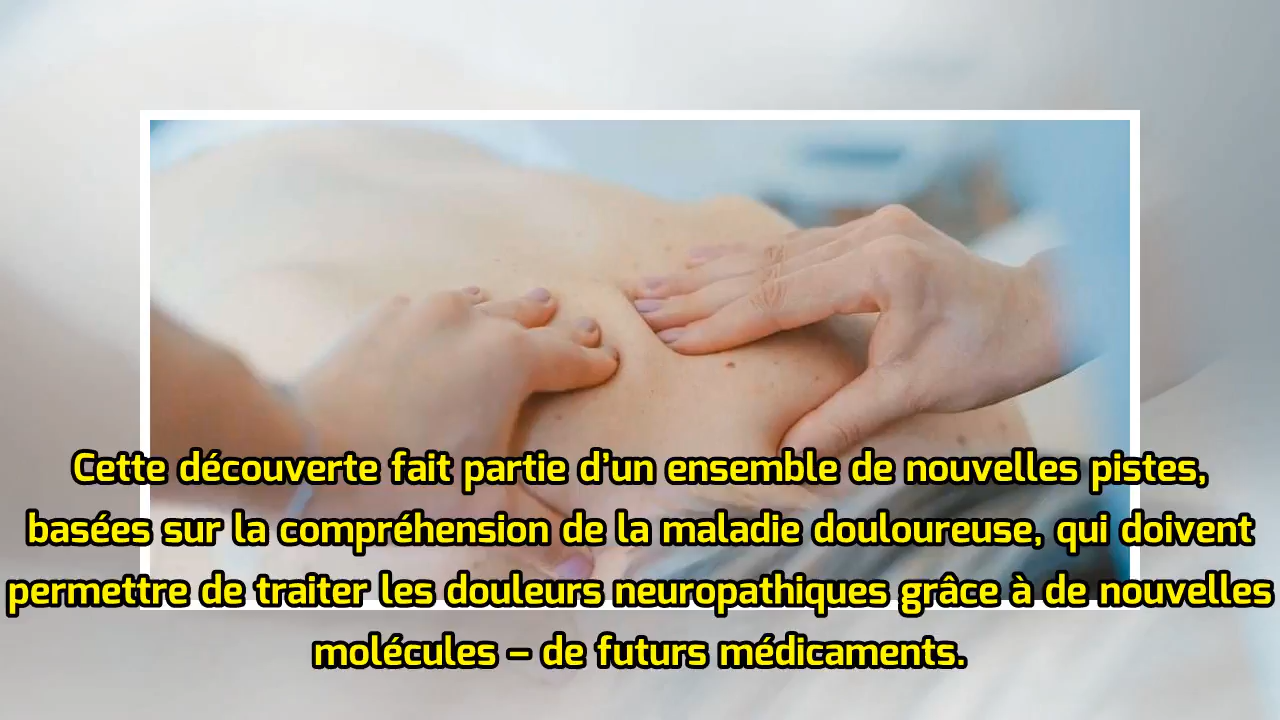 Cette découverte fait partie d’un ensemble de nouvelles pistes,
basées sur la compréhension de la maladie douloureuse, qui doivent
permettre de traiter les douleurs neuropathiques grâce à de nouvelles
molécules – de futurs médicaments.